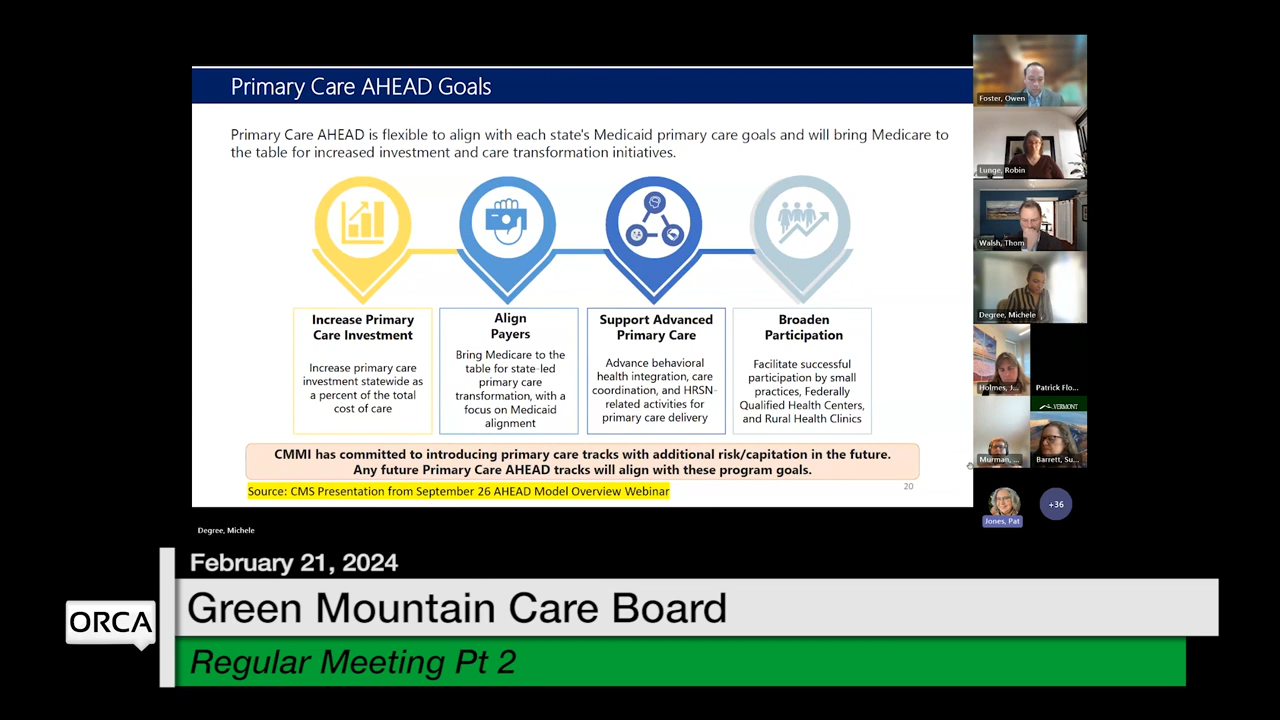 Primary Care AHEAD Goals
Primary Care AHEAD is flexible to align with each state's Medicaid primary care goals and will bring Medicare to
the table for increased investment and care transformation initiatives.
Increase Primary
Care Investment
Increase primary care
investment statewide as
a percent of the total
cost of care
Align
Payers
Bring Medicare to the
table for state-led
primary care
transformation, with a
focus on Medicaid
alignment
Support Advanced
Primary Care
Advance behavioral
health integration, care
coordination, and HRSN-
related activities for
primary care delivery
Broaden
Participation
Facilitate successful
participation by small
practices, Federally
Qualified Health Centers,
and Rural Health Clinics
CMMI has committed to introducing primary care tracks with additional risk/capitation in the future.
Any future Primary Care AHEAD tracks will align with these program goals.
Source: CMS Presentation from September 26 AHEAD Model Overview Webinar
20
Foster, Owen
Lunge, Robin
Walsh, Thom
Degree, Michele
Holmes, J...
Patrick Flo...
VERMONT
Murman, ...
Barrett, Su...
Jones, Pat
+36
Degree, Michele
February 21, 2024
ORCA
Green Mountain Care Board
Regular Meeting Pt 2